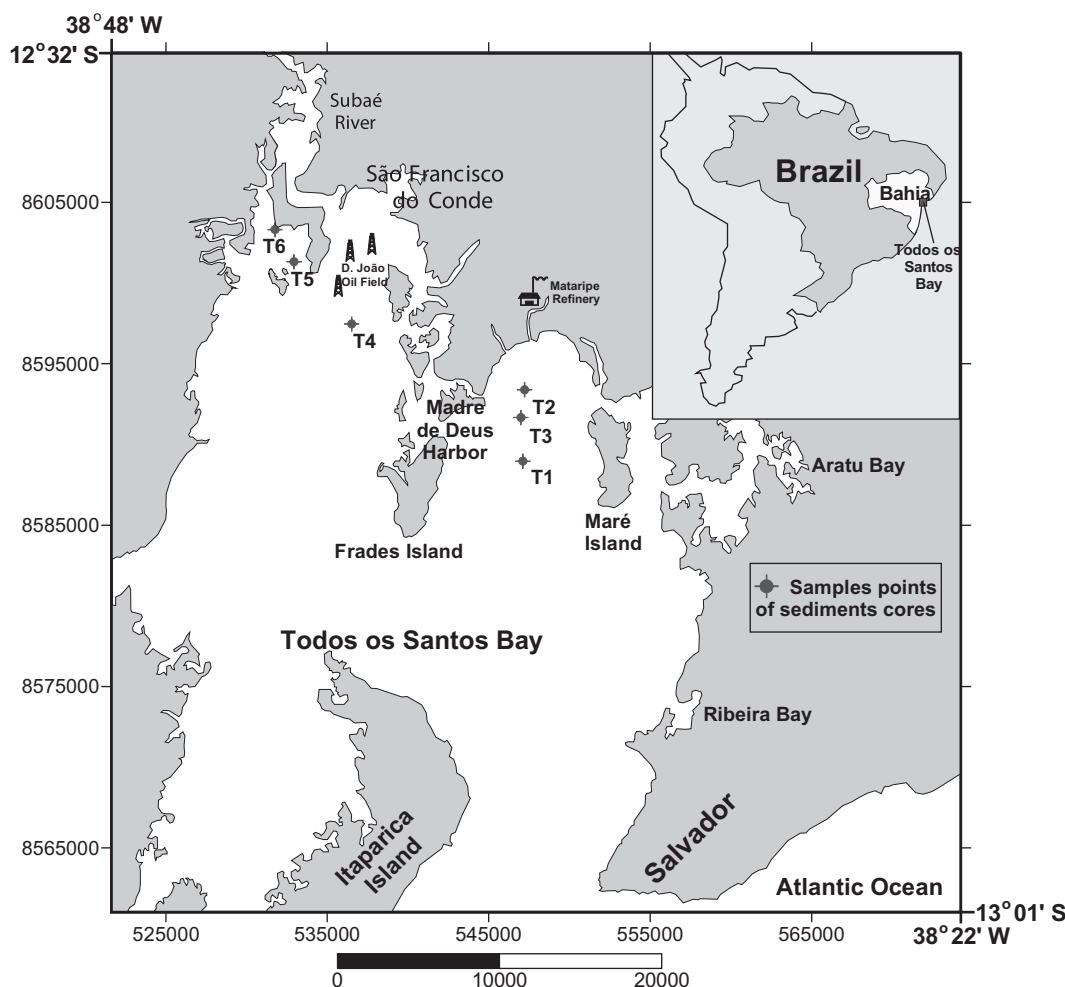 38°48' W
12°32' S
Subaé
River
São Francisco
do Conde
Brazil
Bahia
Todos os
Santos
Bay
8605000
T6
T5
D. João
Oil Field
Mataripe
Refinery
T4
8595000
T2
T3
T1
Madre
de Deus
Harbor
Aratu Bay
8585000
Frades Island
Maré
Island
Samples points
of sediments cores
Todos os Santos Bay
8575000
Ribeira Bay
Itaparica
Island
Salvador
8565000
Atlantic Ocean
13°01' S
38°22' W
525000
535000
545000
555000
565000
0
10000
20000